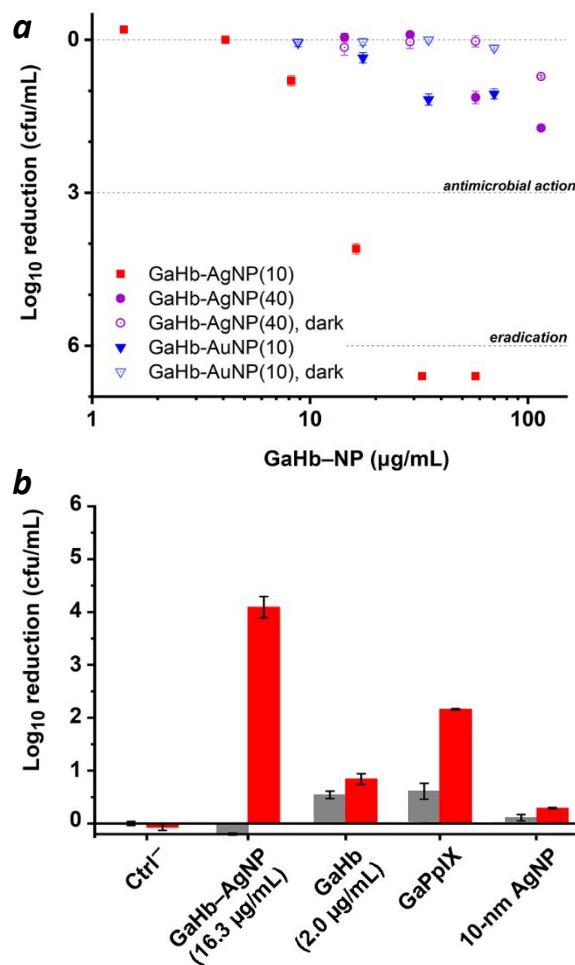 a
Log10 reduction (cfu/mL)
0
3
6
antimicrobial action
eradication
GaHb-AgNP(10)
GaHb-AgNP(40)
GaHb-AgNP(40), dark
GaHb-AuNP(10)
GaHb-AuNP(10), dark
1 10 100
GaHb–NP (µg/mL)
b
Log10 reduction (cfu/mL)
6
5
4
3
2
1
0
Ctrl–
GaHb–AgNP
(16.3 µg/mL)
GaHb
(2.0 µg/mL)
GaPpIX
10-nm AgNP